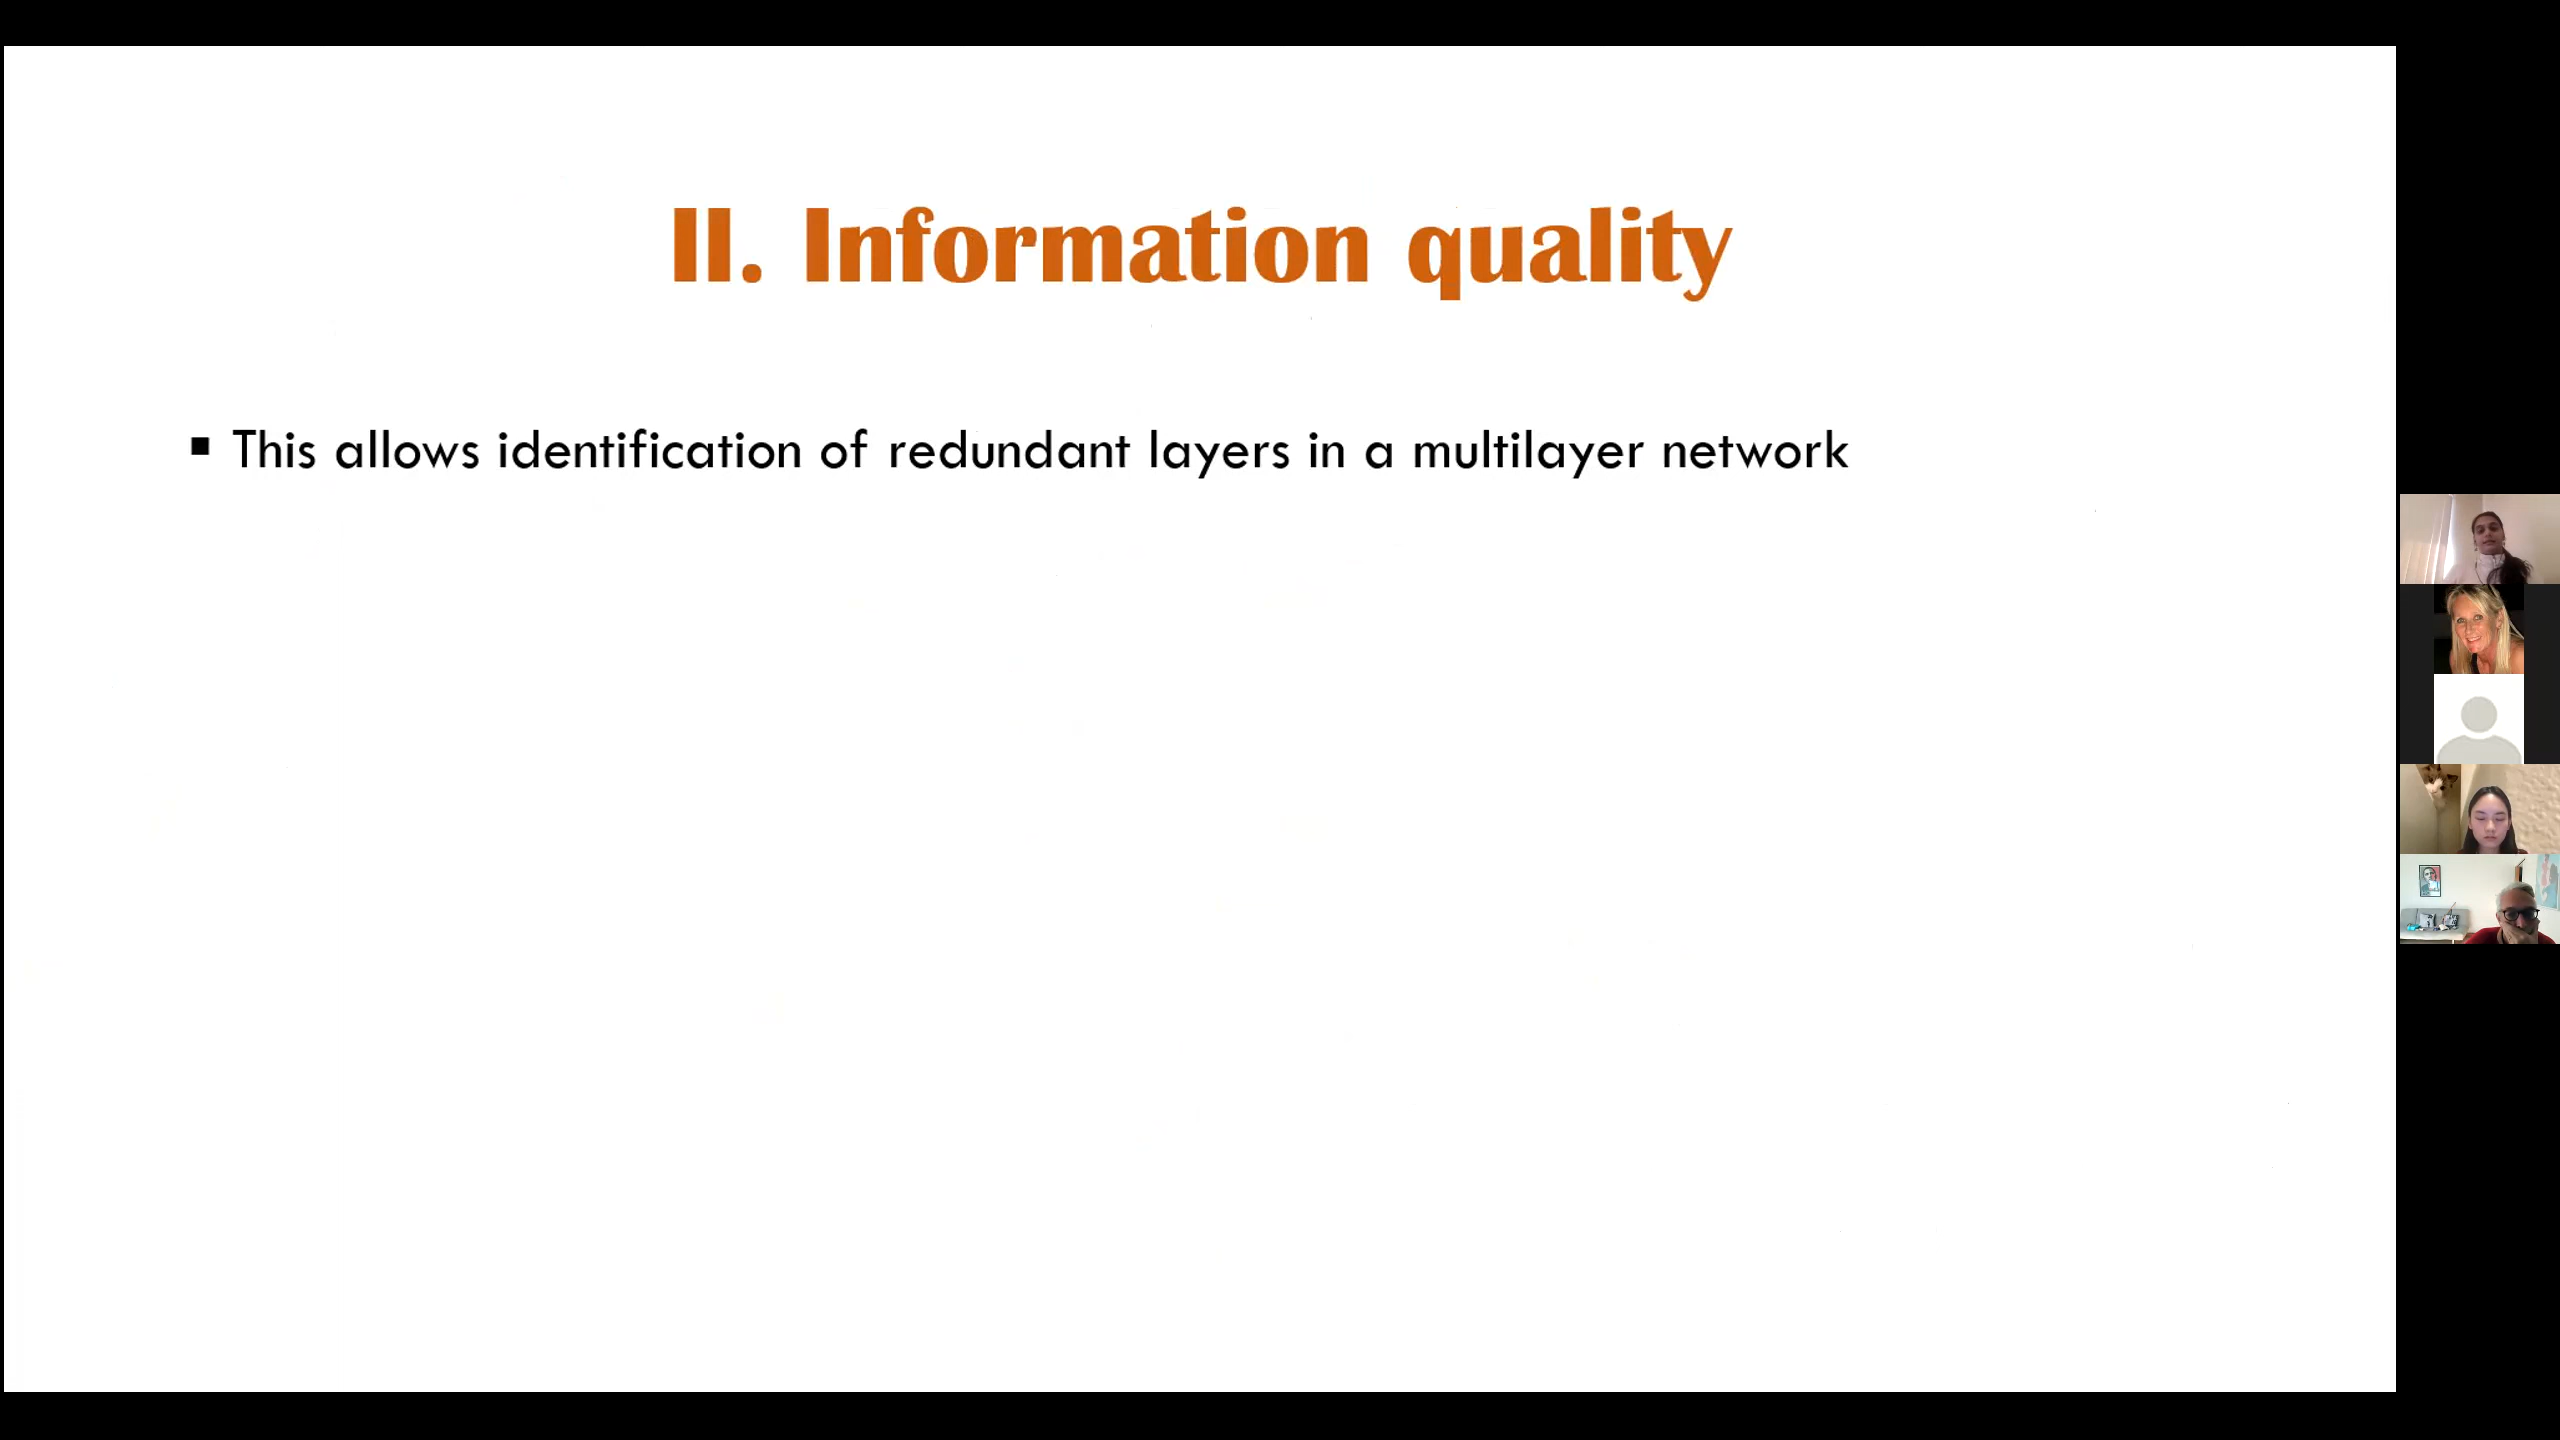 II. Information quality
▪ This allows identification of redundant layers in a multilayer network